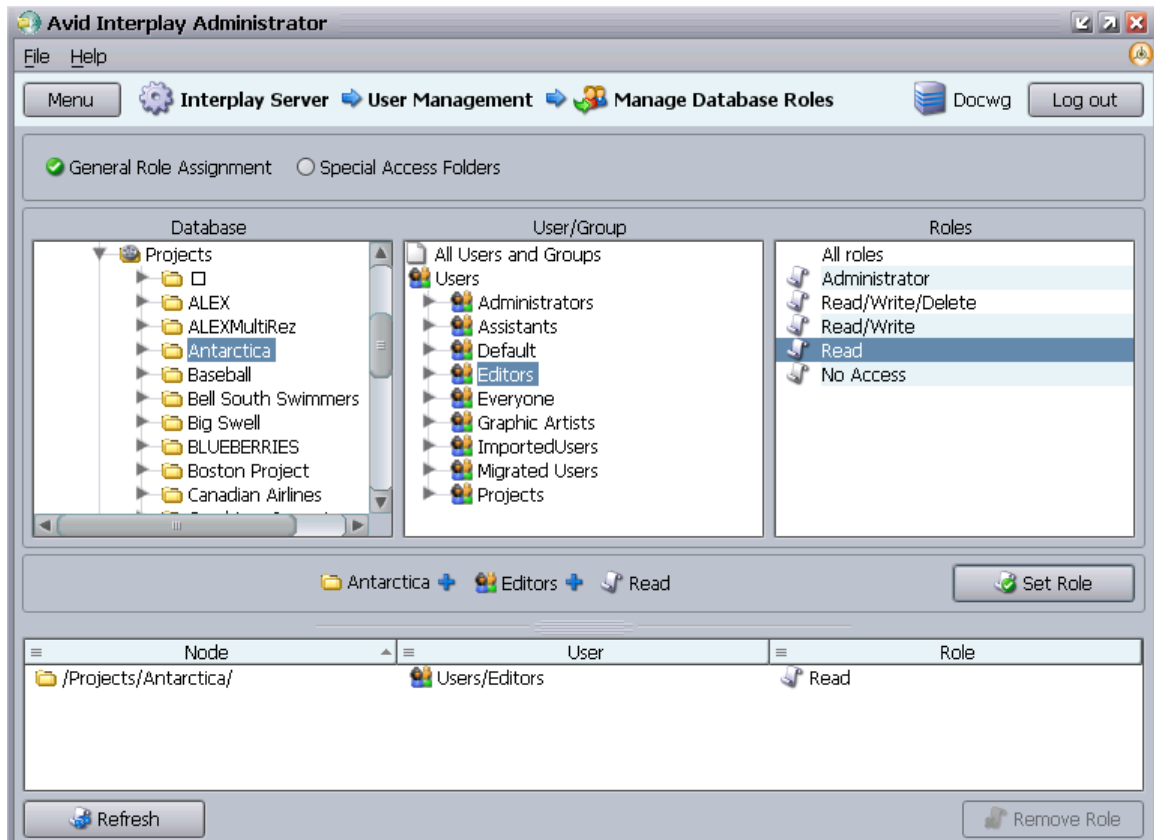 Avid Interplay Administrator
File Help
Menu Interplay Server User Management Manage Database Roles Docwg Log out
General Role Assignment Special Access Folders
Database
Projects
ALEX
ALEXMultiRez
Antarctica
Baseball
Bell South Swimmers
Big Swell
BLUEBERRIES
Boston Project
Canadian Airlines
User/Group
All Users and Groups
Users
Administrators
Assistants
Default
Editors
Everyone
Graphic Artists
ImportedUsers
Migrated Users
Projects
Roles
All roles
Administrator
Read/Write/Delete
Read/Write
Read
No Access
Antarctica + Editors + Read Set Role
Node User Role
/Projects/Antarctica/ Users/Editors Read
Refresh Remove Role